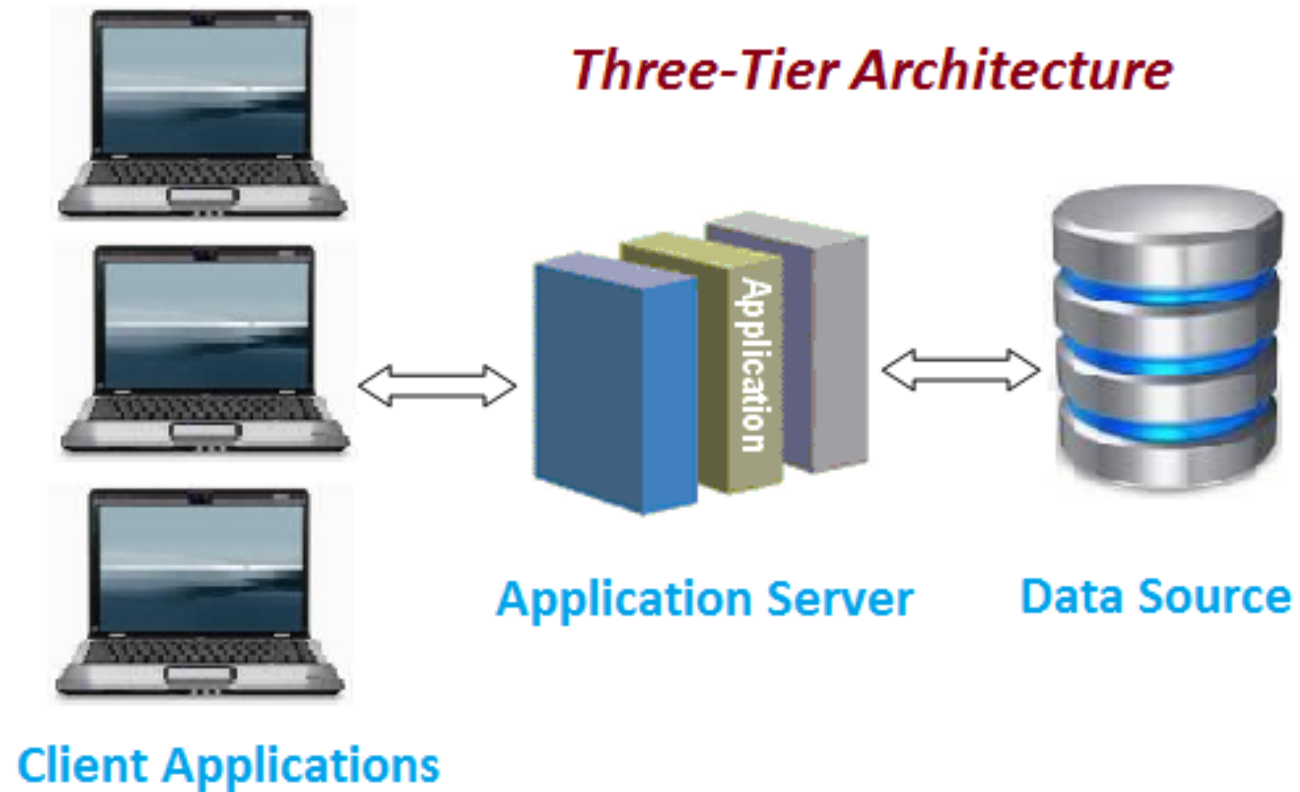 Three-Tier Architecture
Application
Application Server
Data Source
Client Applications